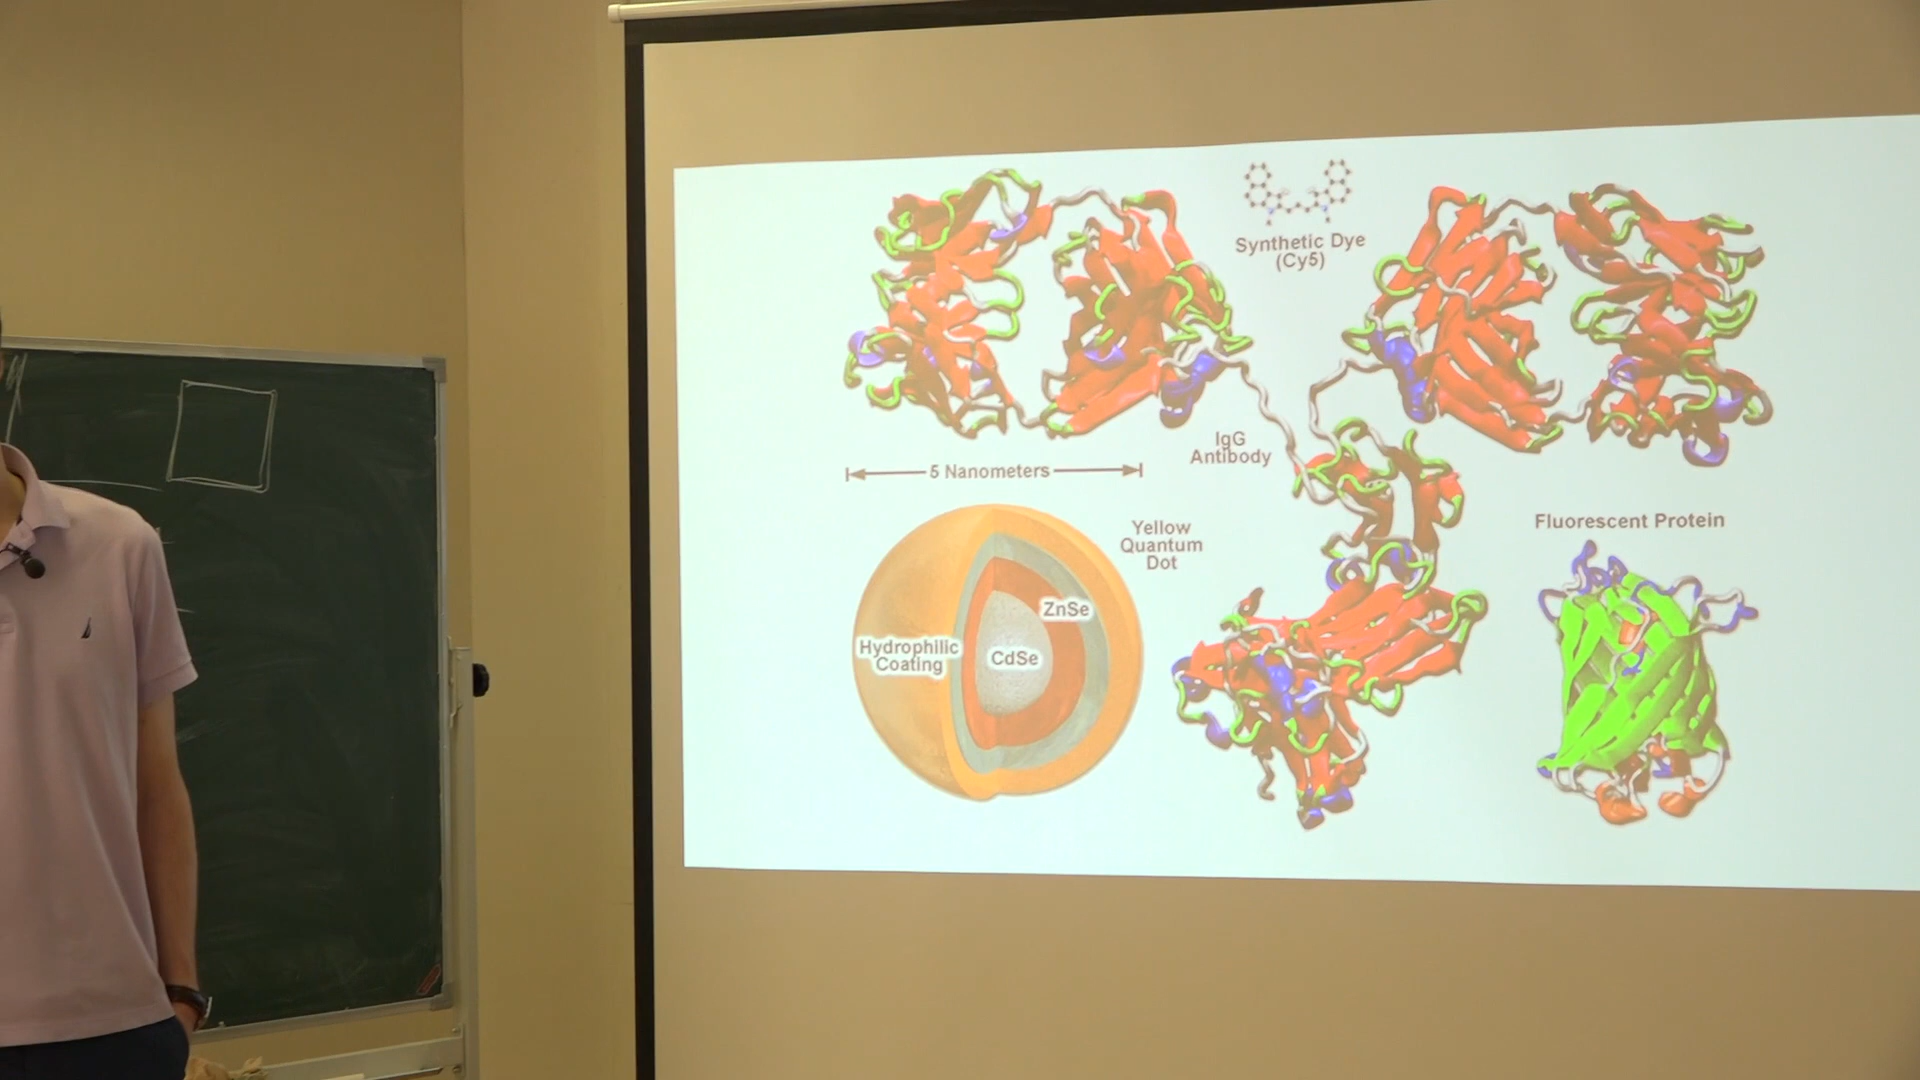 Synthetic Dye
(Cy5)
IgG
Antibody
5 Nanometers
Yellow
Quantum
Dot
Fluorescent Protein
ZnSe
Hydrophilic
Coating
CdSe